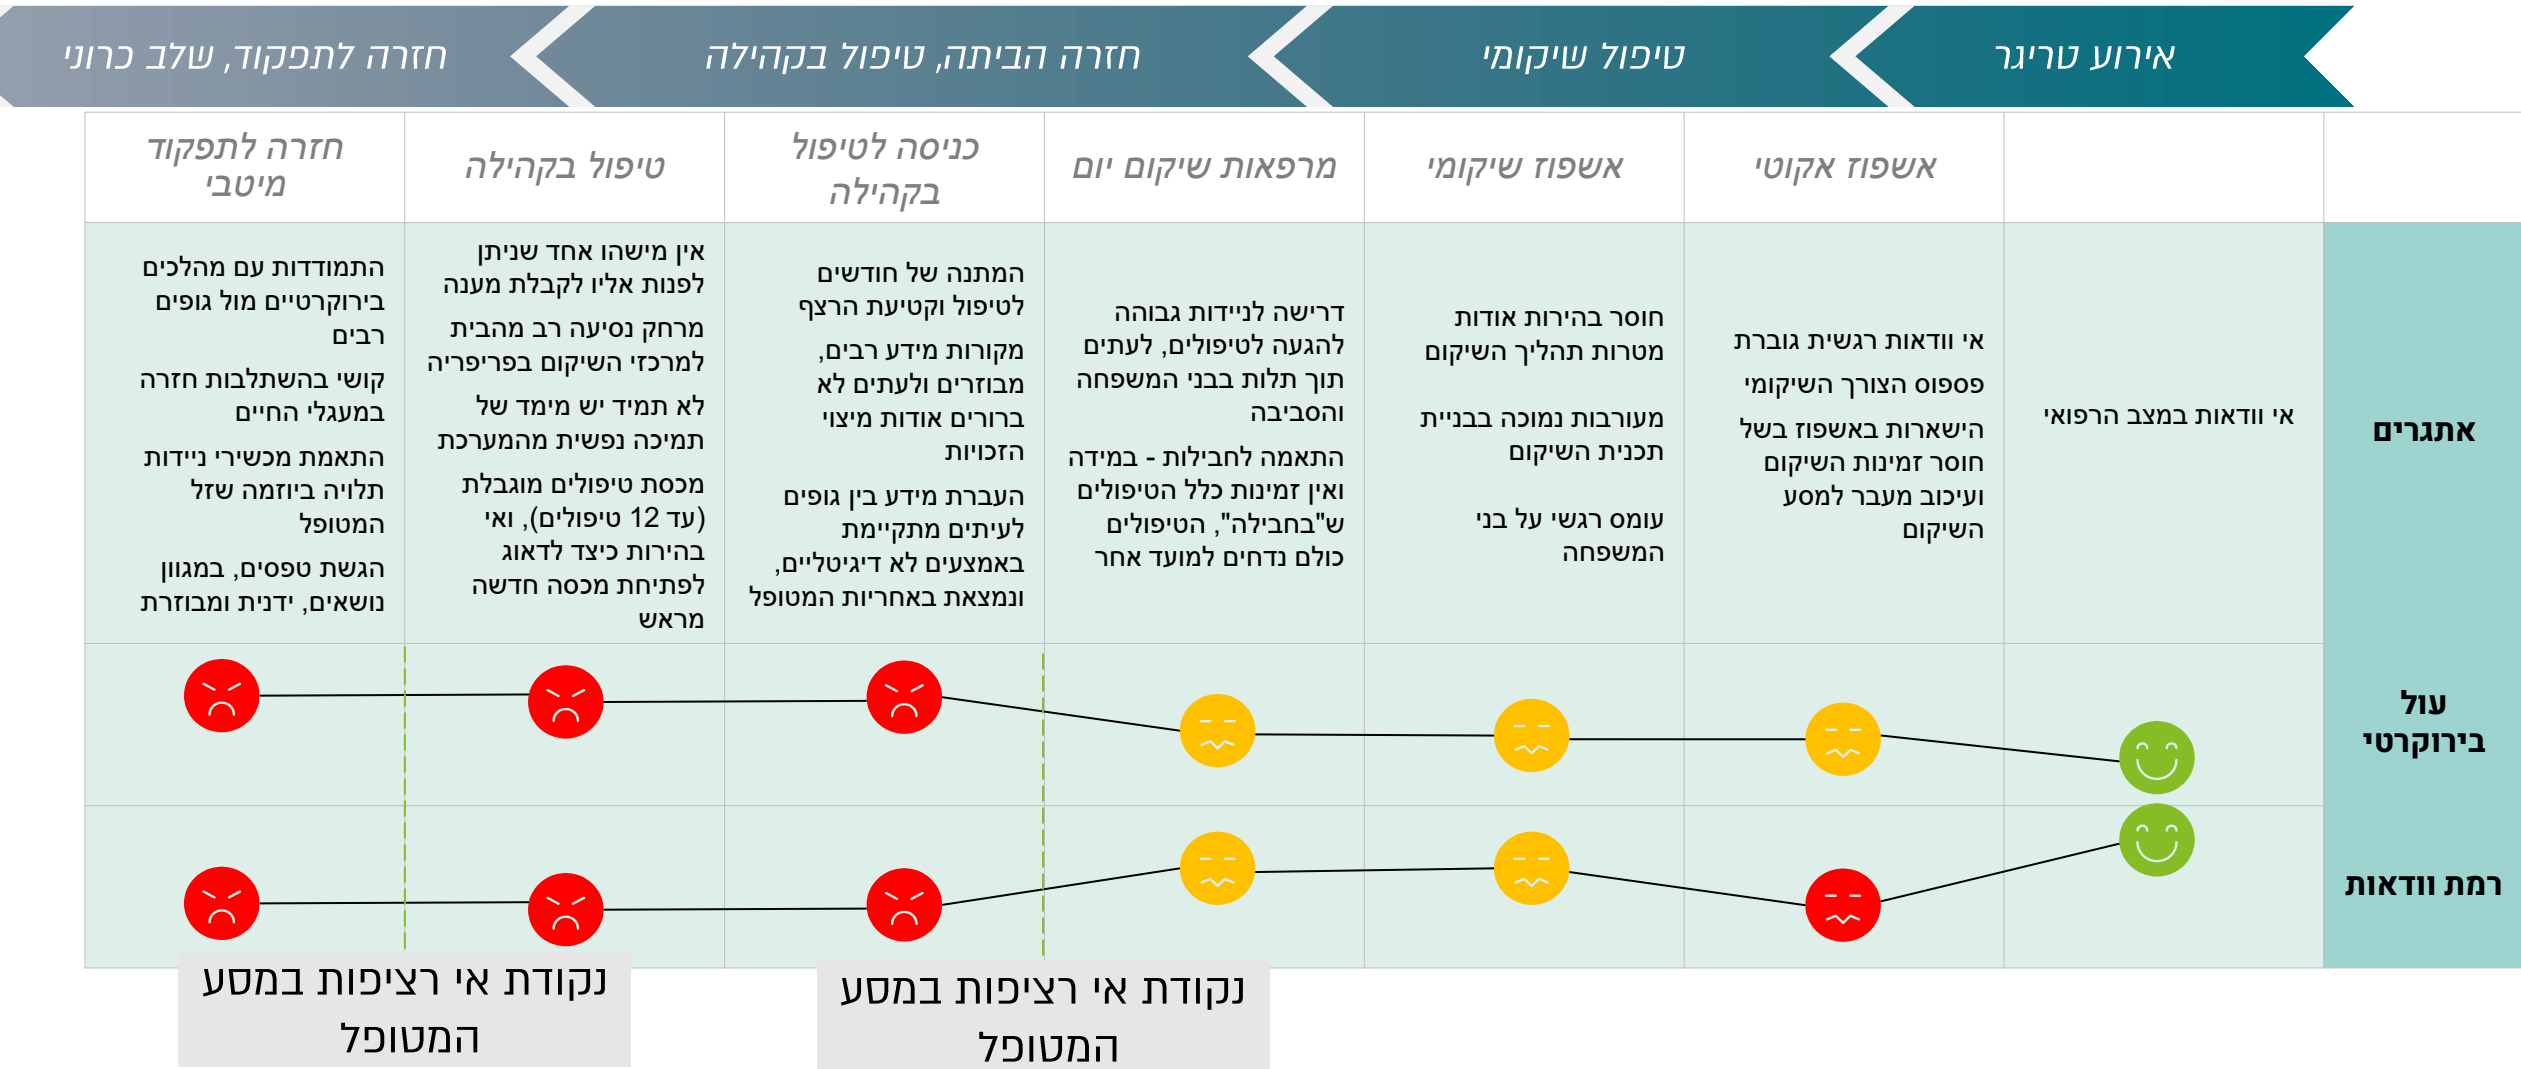 אירוע טריגר
טיפול שיקומי
חזרה הביתה, טיפול בקהילה
חזרה לתפקוד, שלב כרוני
אשפוז אקוטי
אשפוז שיקומי
מרפאות שיקום יום
כניסה לטיפול
בקהילה
טיפול בקהילה
חזרה לתפקוד
מיטבי
אתגרים
אי וודאות במצב הרפואי
אי וודאות רגשית גוברת
פספוס הצורך השיקומי
הישארות באשפוז בשל
חוסר זמינות השיקום
ועיכוב מעבר למסע
השיקום
חוסר בהירות אודות
מטרות תהליך השיקום
מעורבות נמוכה בבניית
תכנית השיקום
עומס רגשי על בני
המשפחה
דרישה לניידות גבוהה
להגעה לטיפולים, לעתים
תוך תלות בבני המשפחה
והסביבה
התאמה לחבילות - במידה
ואין זמינות כלל הטיפולים
ש"בחבילה", הטיפולים
כולם נדחים למועד אחר
המתנה של חודשים
לטיפול וקטיעת הרצף
מקורות מידע רבים,
מבוזרים ולעתים לא
ברורים אודות מיצוי
הזכויות
העברת מידע בין גופים
לעיתים מתקיימת
באמצעים לא דיגיטליים,
ונמצאת באחריות המטופל
אין מישהו אחד שניתן
לפנות אליו לקבלת מענה
מרחק נסיעה רב מהבית
למרכזי השיקום בפריפריה
לא תמיד יש מימד של
תמיכה נפשית מהמערכת
מכסת טיפולים מוגבלת
(עד 12 טיפולים), ואי
בהירות כיצד לדאוג
לפתיחת מכסה חדשה
מראש
התמודדות עם מהלכים
בירוקרטיים מול גופים
רבים
קושי בהשתלבות חזרה
במעגלי החיים
התאמת מכשירי ניידות
תלויה ביוזמה שזל
המטופל
הגשת טפסים, במגוון
נושאים, ידנית ומבוזרת
עול
בירוקרטי
רמת וודאות
נקודת אי רציפות במסע
המטופל
נקודת אי רציפות במסע
המטופל